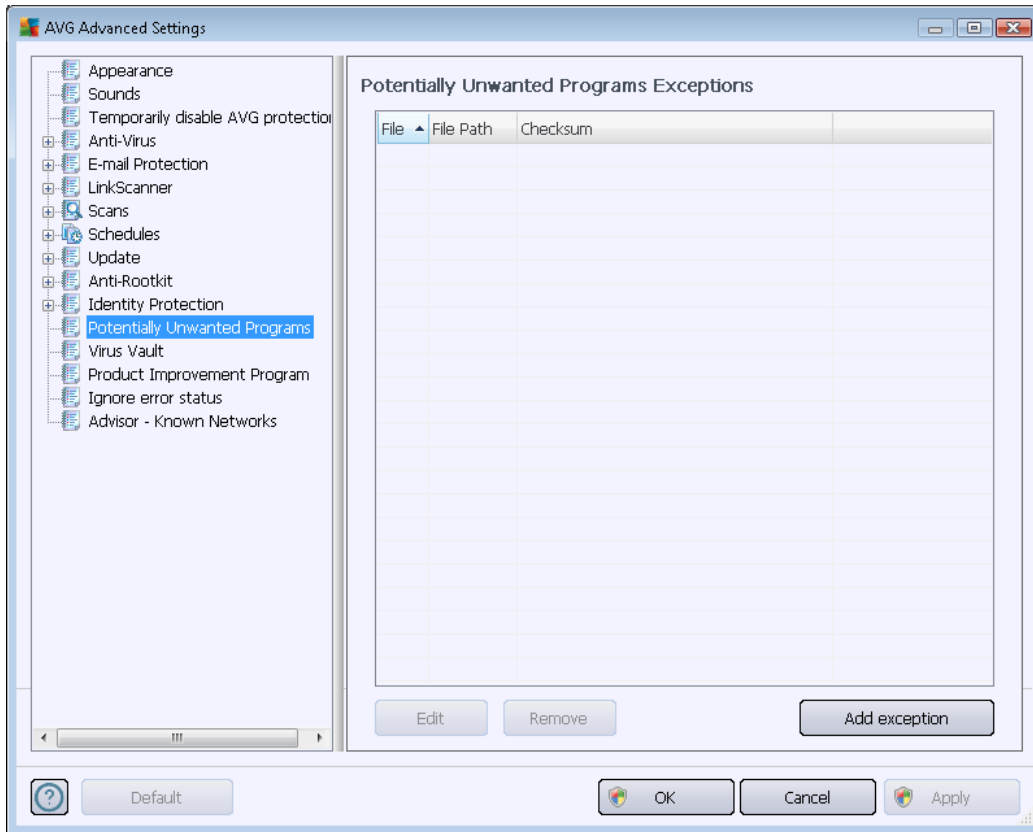 AVG Advanced Settings
Appearance
Sounds
Temporarily disable AVG protection
Anti-Virus
E-mail Protection
LinkScanner
Scans
Schedules
Update
Anti-Rootkit
Identity Protection
Potentially Unwanted Programs
Virus Vault
Product Improvement Program
Ignore error status
Advisor - Known Networks
Potentially Unwanted Programs Exceptions
File File Path Checksum
Edit Remove Add exception
? Default OK Cancel Apply